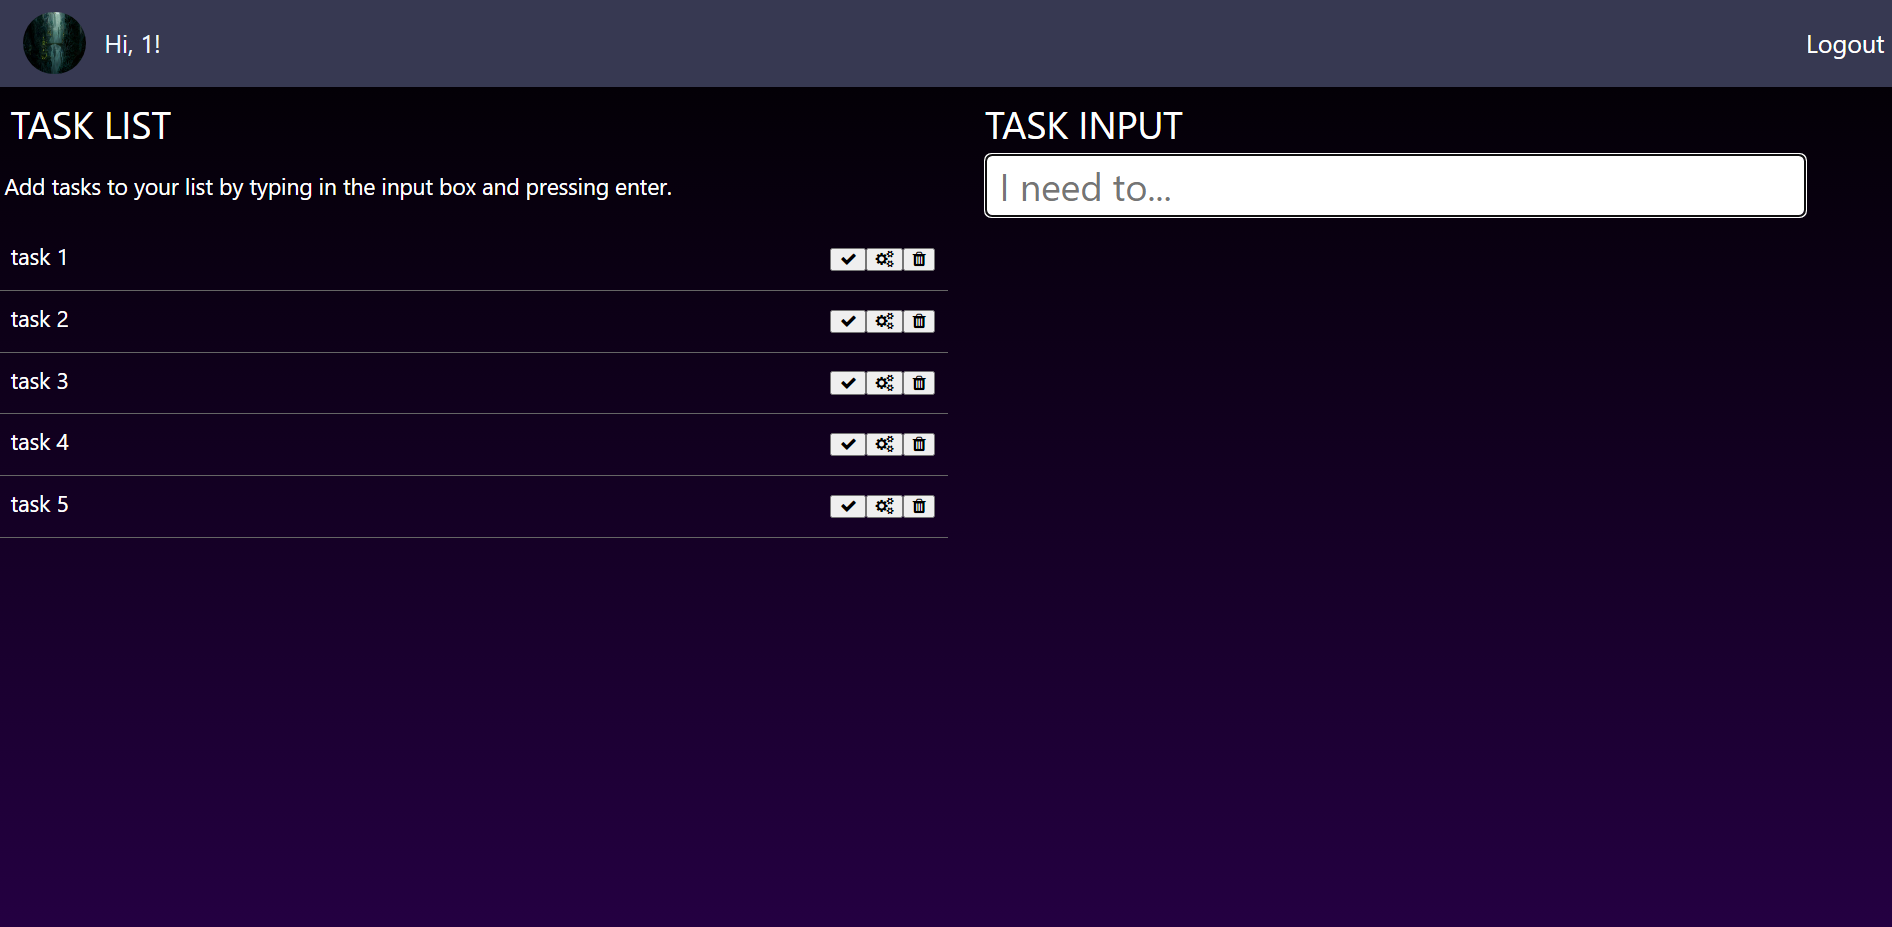 Hi, 1!
Logout
TASK LIST
Add tasks to your list by typing in the input box and pressing enter.
task 1
task 2
task 3
task 4
task 5
TASK INPUT
I need to...